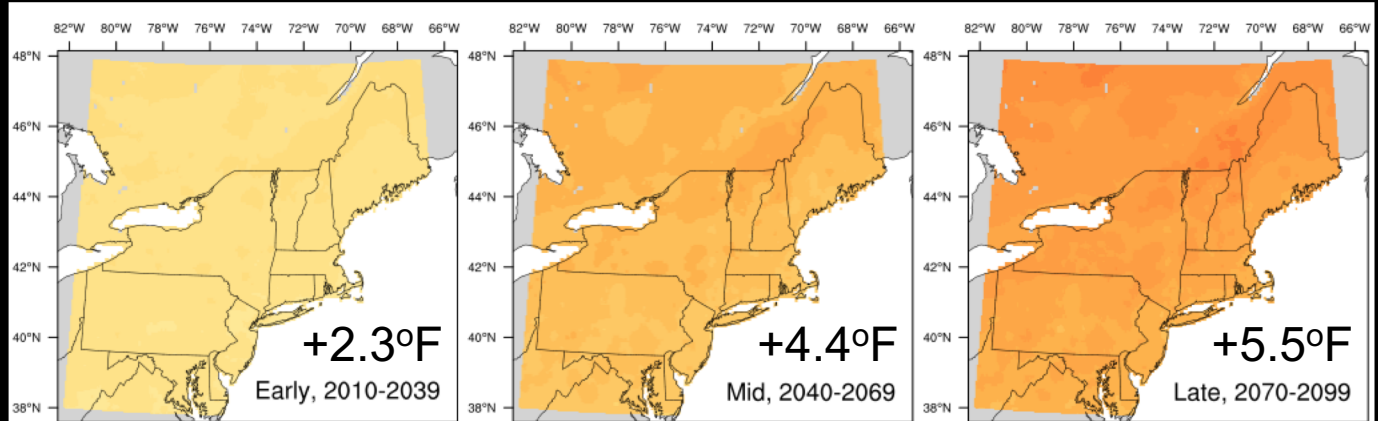 82°W 80°W 78°W 76°W 74°W 72°W 70°W 68°W 66°W
48°N
46°N
44°N
42°N
40°N
38°N
+2.3°F
Early, 2010-2039
82°W 80°W 78°W 76°W 74°W 72°W 70°W 68°W 66°W
48°N
46°N
44°N
42°N
40°N
38°N
+4.4°F
Mid, 2040-2069
82°W 80°W 78°W 76°W 74°W 72°W 70°W 68°W 66°W
48°N
46°N
44°N
42°N
40°N
38°N
+5.5°F
Late, 2070-2099